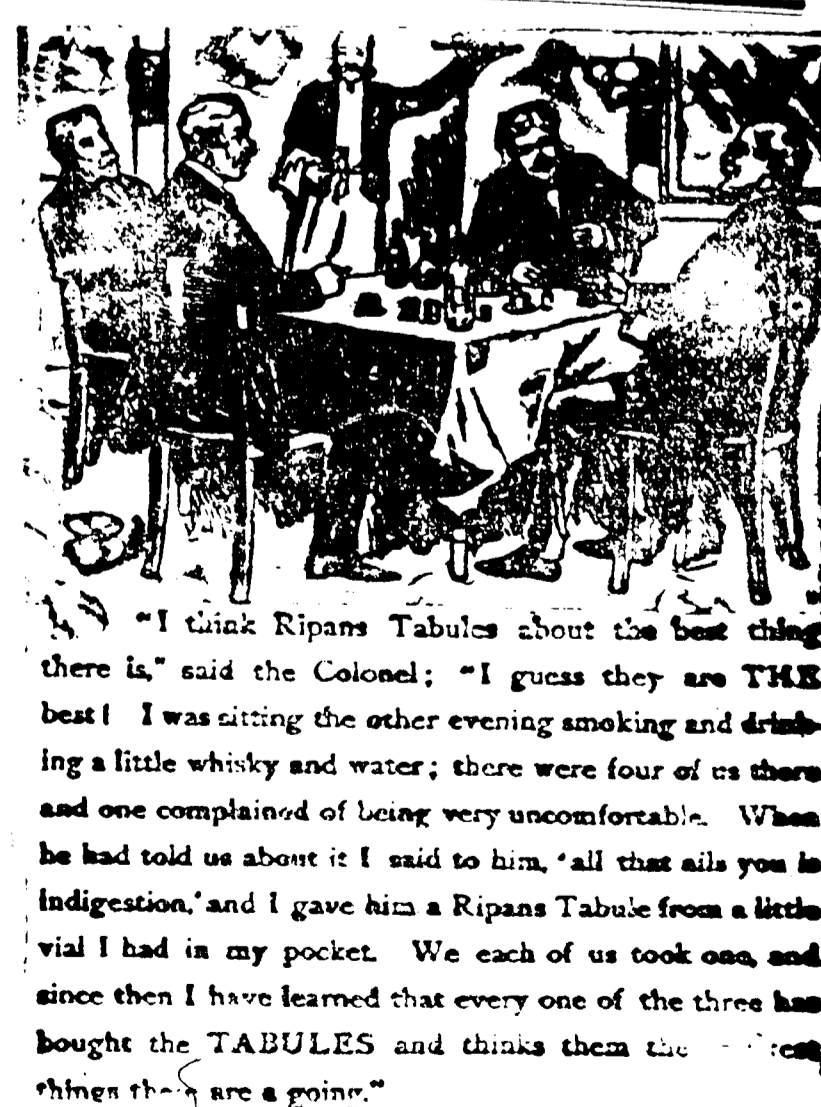 "I think Ripans Tabules about the best thing
there is," said the Colonel; "I guess they are THE
best! I was sitting the other evening smoking and drink-
ing a little whisky and water; there were four of us there
and one complained of being very uncomfortable. When
he had told us about it I said to him, 'all that ails you is
indigestion,' and I gave him a Ripans Tabule from a little
vial I had in my pocket. We each of us took one, and
since then I have learned that every one of the three has
bought the TABULES and thinks them the
things are a going."